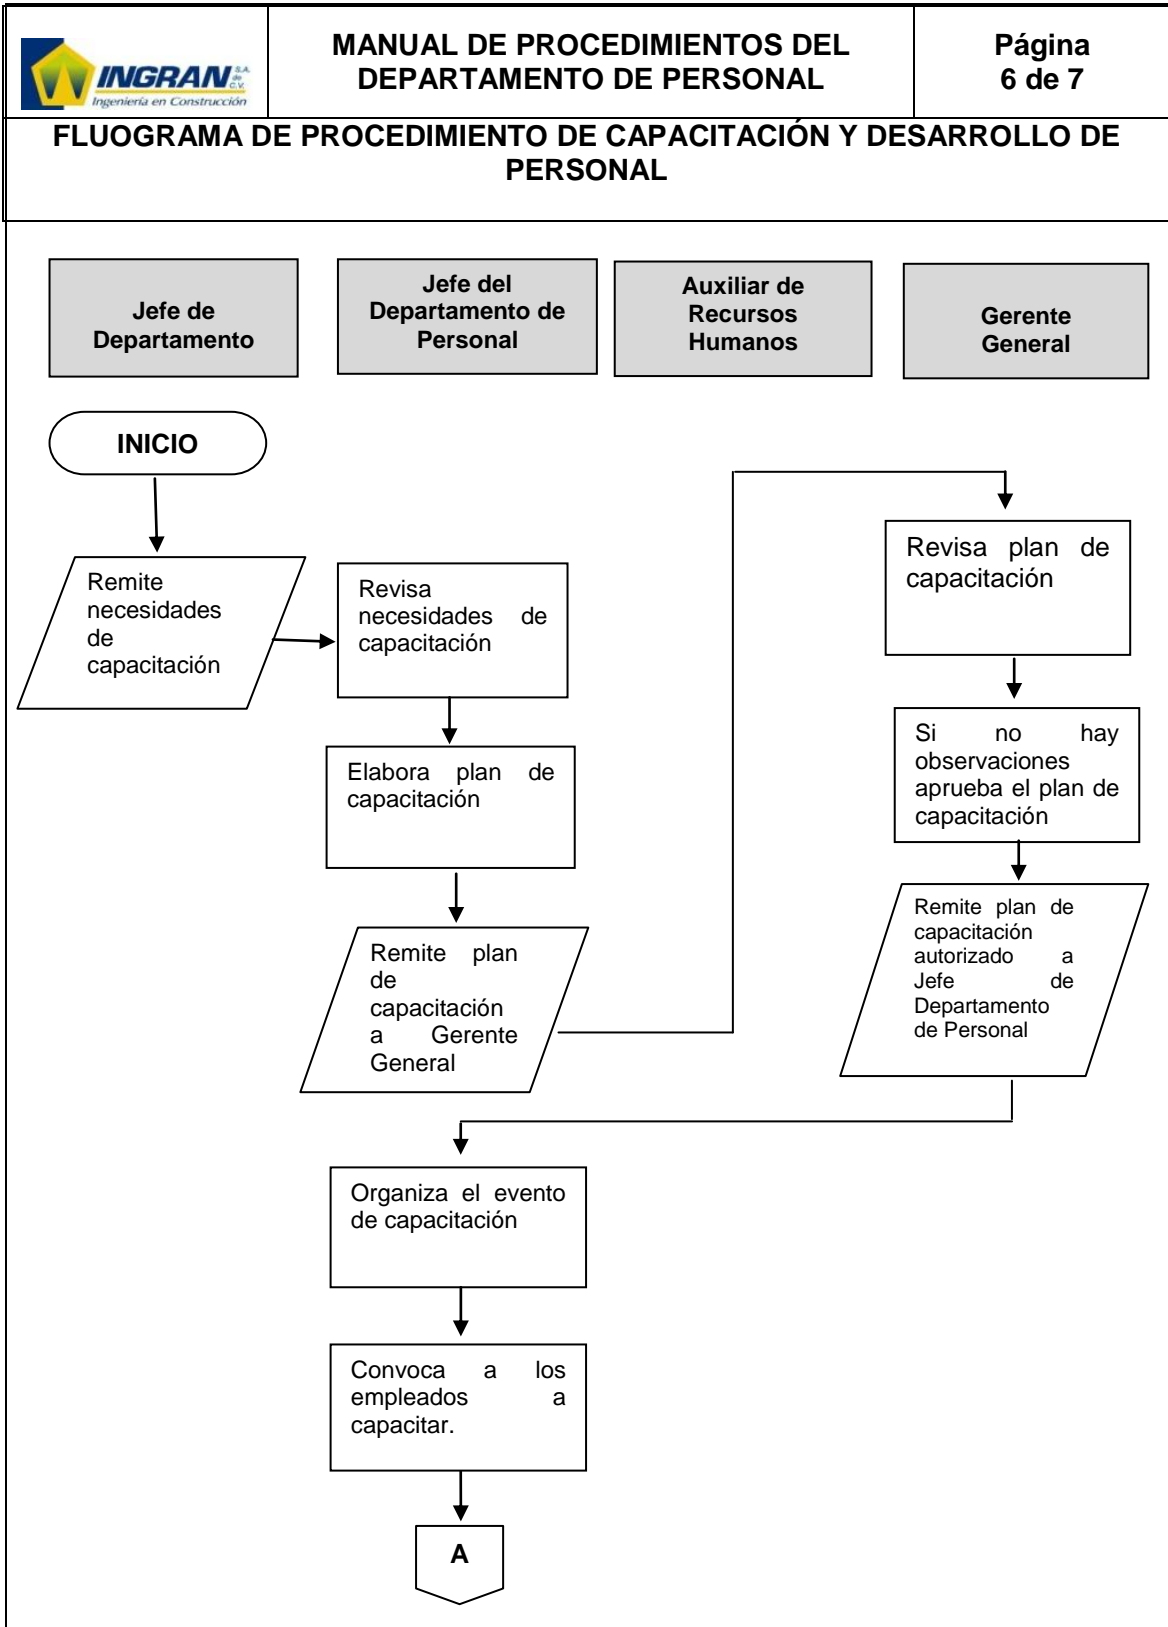 INGRAN S.A. de C.V.
Ingeniería en Construcción
MANUAL DE PROCEDIMIENTOS DEL
DEPARTAMENTO DE PERSONAL
Página
6 de 7
FLUOGRAMA DE PROCEDIMIENTO DE CAPACITACIÓN Y DESARROLLO DE
PERSONAL
Jefe de
Departamento
Jefe del
Departamento de
Personal
Auxiliar de
Recursos
Humanos
Gerente
General
INICIO
Remite
necesidades
de
capacitación
Revisa
necesidades de
capacitación
Elabora plan de
capacitación
Remite plan
de
capacitación
a Gerente
General
Revisa plan de
capacitación
Si no hay
observaciones
aprueba el plan de
capacitación
Remite plan de
capacitación
autorizado a
Jefe de
Departamento
de Personal
Organiza el evento
de capacitación
Convoca a los
empleados a
capacitar.
A